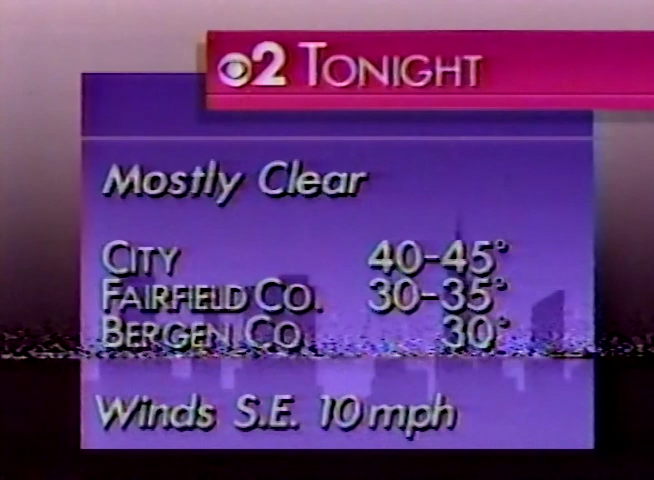 2 TONIGHT
Mostly Clear
CITY 40-45°
FAIRFIELD CO. 30-35°
BERGEN CO. 30°
Winds S.E. 10 mph